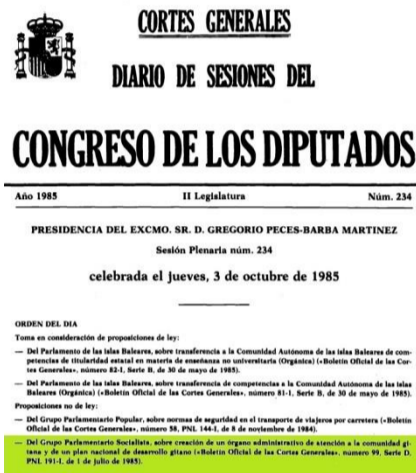 CORTES GENERALES
DIARIO DE SESIONES DEL
CONGRESO DE LOS DIPUTADOS
Año 1985 II Legislatura Núm. 234
PRESIDENCIA DEL EXCMO. SR. D. GREGORIO PECES-BARBA MARTINEZ
Sesión Plenaria núm. 234
celebrada el jueves, 3 de octubre de 1985
ORDEN DEL DIA
Toma en consideración de proposiciones de ley:
— Del Parlamento de las Islas Baleares, sobre transferencia a la Comunidad Autónoma de las Islas Baleares de com-
petencias de titularidad estatal en materia de enseñanza no universitaria (Orgánica) («Boletín Oficial de las Cor-
tes Generales», número 82-I, Serie B, de 30 de mayo de 1985).
— Del Parlamento de las Islas Baleares, sobre transferencia de competencias a la Comunidad Autónoma de las Islas
Baleares (Orgánica) («Boletín Oficial de las Cortes Generales», número 81-I, Serie B, de 30 de mayo de 1985).
Proposiciones no de ley:
— Del Grupo Parlamentario Popular, sobre normas de seguridad en el transporte de viajeros por carretera («Boletín
Oficial de las Cortes Generales», número 58, PNL 144-I, de 8 de noviembre de 1984).
— Del Grupo Parlamentario Socialista, sobre creación de un órgano administrativo de atención a la comunidad gi-
tana y de un plan nacional de desarrollo gitano («Boletín Oficial de las Cortes Generales», número 99, Serie D,
PNL 191-I, de 1 de julio de 1985).